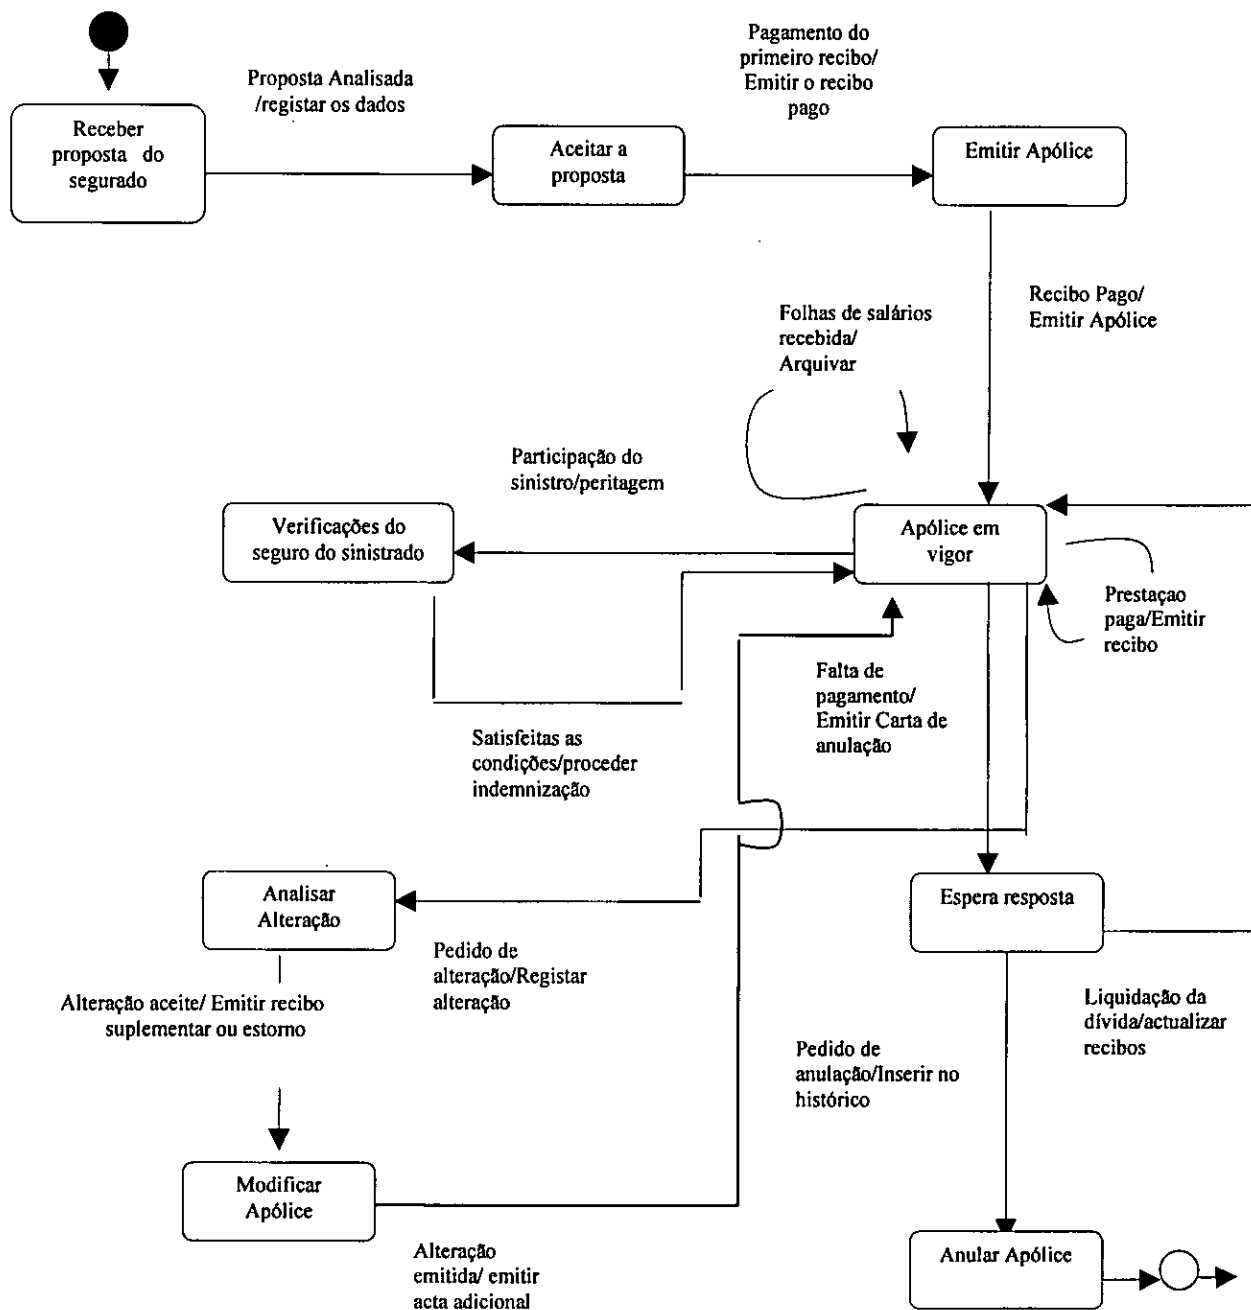 Pagamento do
primeiro recibo/
Emitir o recibo
pago
Proposta Analisada
/registar os dados
Receber
proposta do
segurado
Aceitar a
proposta
Emitir Apólice
Recibo Pago/
Emitir Apólice
Folhas de salários
recebida/
Arquivar
Participação do
sinistro/peritagem
Verificações do
seguro do sinistrado
Apólice em
vigor
Prestaçao
paga/Emitir
recibo
Falta de
pagamento/
Emitir Carta de
anulação
Satisfeitas as
condições/proceder
indemnização
Analisar
Alteração
Espera resposta
Pedido de
alteração/Registar
alteração
Alteração aceite/ Emitir recibo
suplementar ou estorno
Liquidação da
dívida/actualizar
recibos
Pedido de
anulação/Inserir no
histórico
Modificar
Apólice
Anular Apólice
Alteração
emitida/ emitir
acta adicional